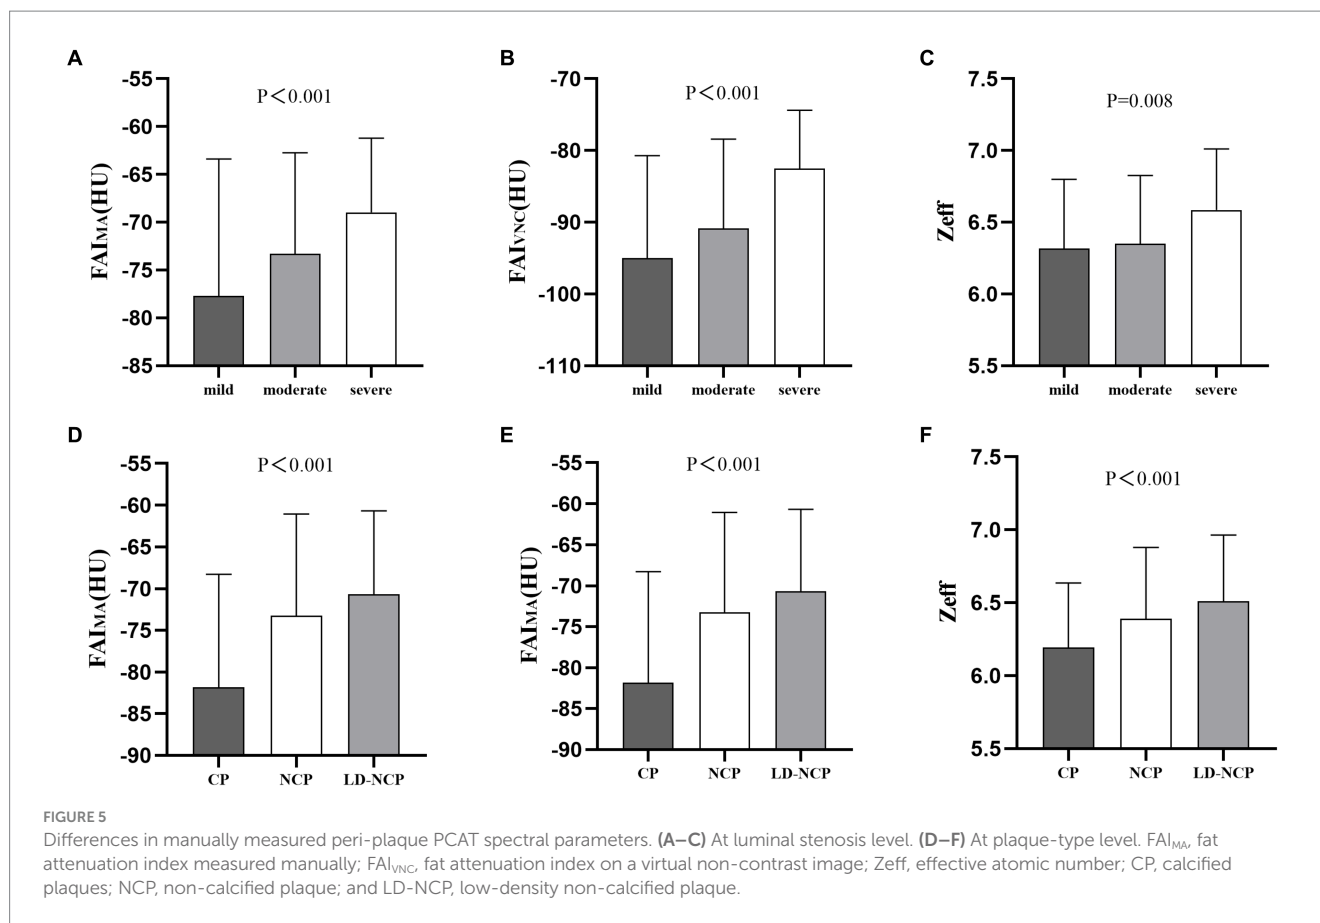 A
B
C
P<0.001
P<0.001
P=0.008
FAIMA(HU)
-55
-60
-65
-70
-75
-80
-85
mild moderate severe
FAIVNC(HU)
-70
-80
-90
-100
-110
mild moderate severe
Zeff
7.5
7.0
6.5
6.0
5.5
mild moderate severe
D
E
F
P<0.001
P<0.001
P<0.001
FAIMA(HU)
-55
-60
-65
-70
-75
-80
-85
-90
CP NCP LD-NCP
FAIMA(HU)
-55
-60
-65
-70
-75
-80
-85
-90
CP NCP LD-NCP
Zeff
7.5
7.0
6.5
6.0
5.5
CP NCP LD-NCP
FIGURE 5
Differences in manually measured peri-plaque PCAT spectral parameters. (A–C) At luminal stenosis level. (D–F) At plaque-type level. FAIMA, fat
attenuation index measured manually; FAIVNC, fat attenuation index on a virtual non-contrast image; Zeff, effective atomic number; CP, calcified
plaques; NCP, non-calcified plaque; and LD-NCP, low-density non-calcified plaque.